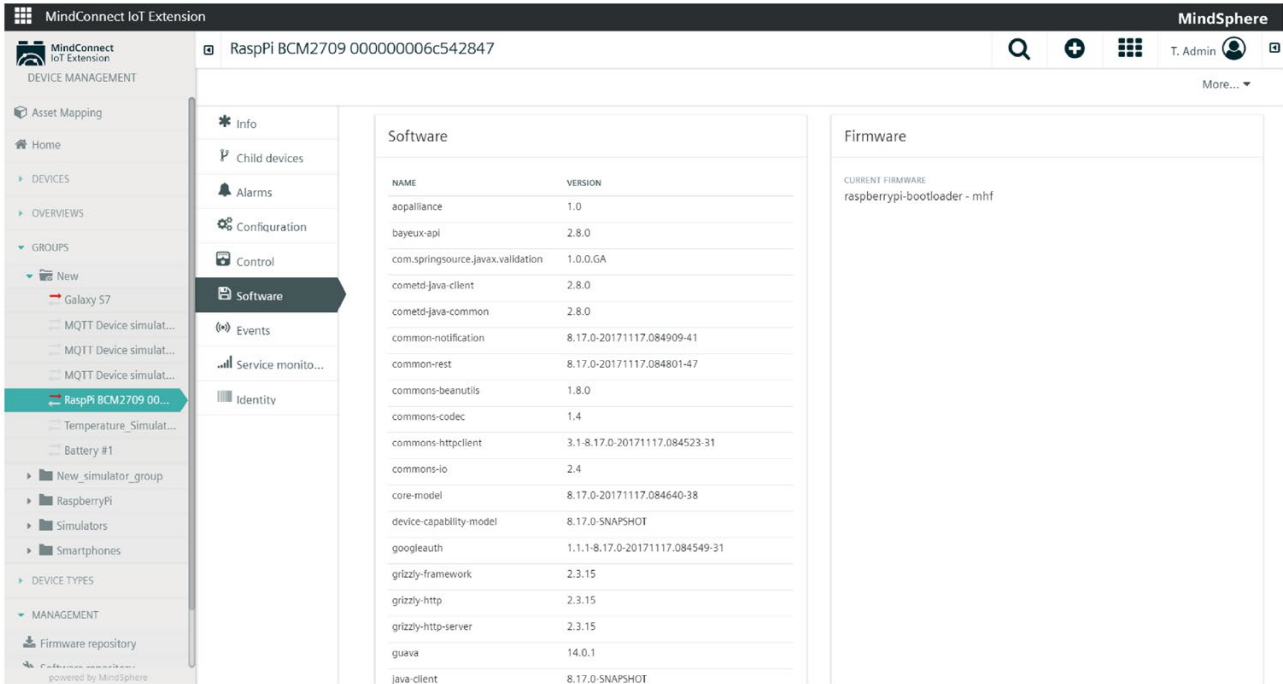 MindConnect IoT Extension
MindSphere
MindConnect
IoT Extension
DEVICE MANAGEMENT
RaspPi BCM2709 000000006c542847
T. Admin
More...
Asset Mapping
Home
DEVICES
OVERVIEWS
GROUPS
New
Galaxy S7
MQTT Device simulat...
MQTT Device simulat...
MQTT Device simulat...
RaspPi BCM2709 00...
Temperature_Simulat...
Battery #1
New_simulator_group
RaspberryPi
Simulators
Smartphones
DEVICE TYPES
MANAGEMENT
Firmware repository
Software repository
powered by MindSphere
Info
Child devices
Alarms
Configuration
Control
Software
Events
Service monito...
Identity
Software
NAME VERSION
aopalliance 1.0
bayeux-api 2.8.0
com.springsource.javax.validation 1.0.0.GA
cometd-java-client 2.8.0
cometd-java-common 2.8.0
common-notification 8.17.0-20171117.084909-41
common-rest 8.17.0-20171117.084801-47
commons-beanutils 1.8.0
commons-codec 1.4
commons-httpclient 3.1-8.17.0-20171117.084523-31
commons-io 2.4
core-model 8.17.0-20171117.084640-38
device-capability-model 8.17.0-SNAPSHOT
googleauth 1.1.1-8.17.0-20171117.084549-31
grizzly-framework 2.3.15
grizzly-http 2.3.15
grizzly-http-server 2.3.15
guava 14.0.1
java-client 8.17.0-SNAPSHOT
Firmware
CURRENT FIRMWARE
raspberrypi-bootloader - mhf